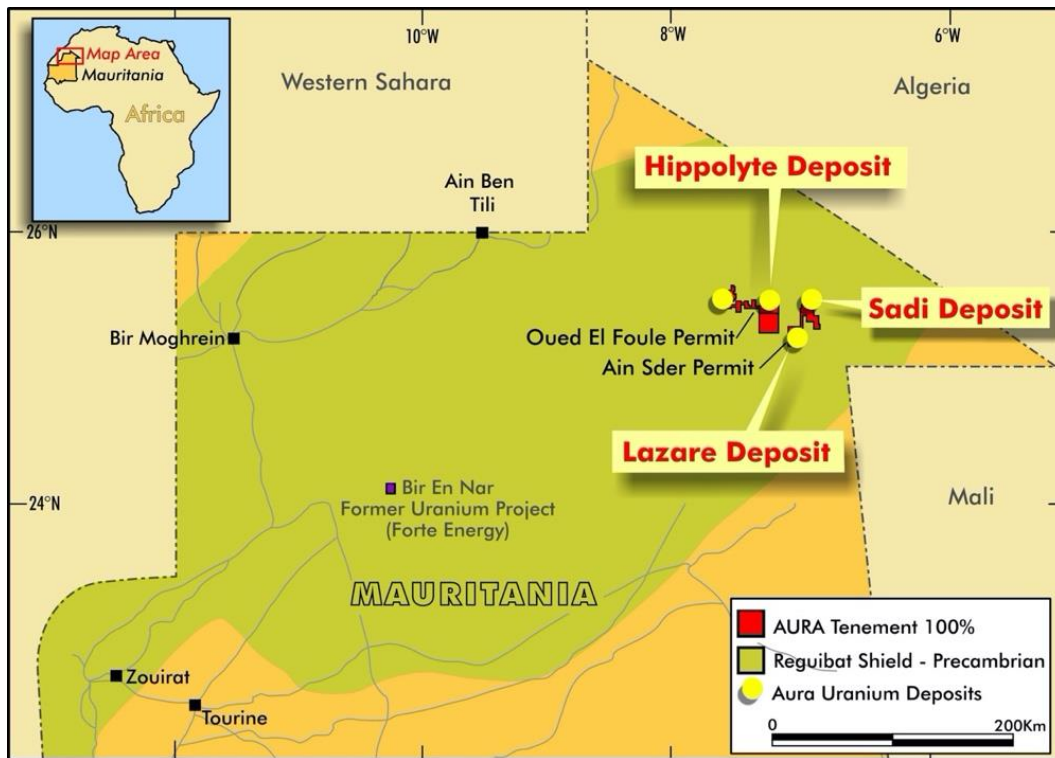 Map Area
Mauritania
Africa
10°W
8°W
6°W
Western Sahara
Algeria
Hippolyte Deposit
Ain Ben
Tili
26°N
Sadi Deposit
Oued El Foule Permit
Bir Moghrein
Ain Sder Permit
Lazare Deposit
24°N
Bir En Nar
Former Uranium Project
(Forte Energy)
Mali
MAURITANIA
AURA Tenement 100%
Reguibat Shield - Precambrian
Aura Uranium Deposits
0
200Km
Zouirat
Tourine